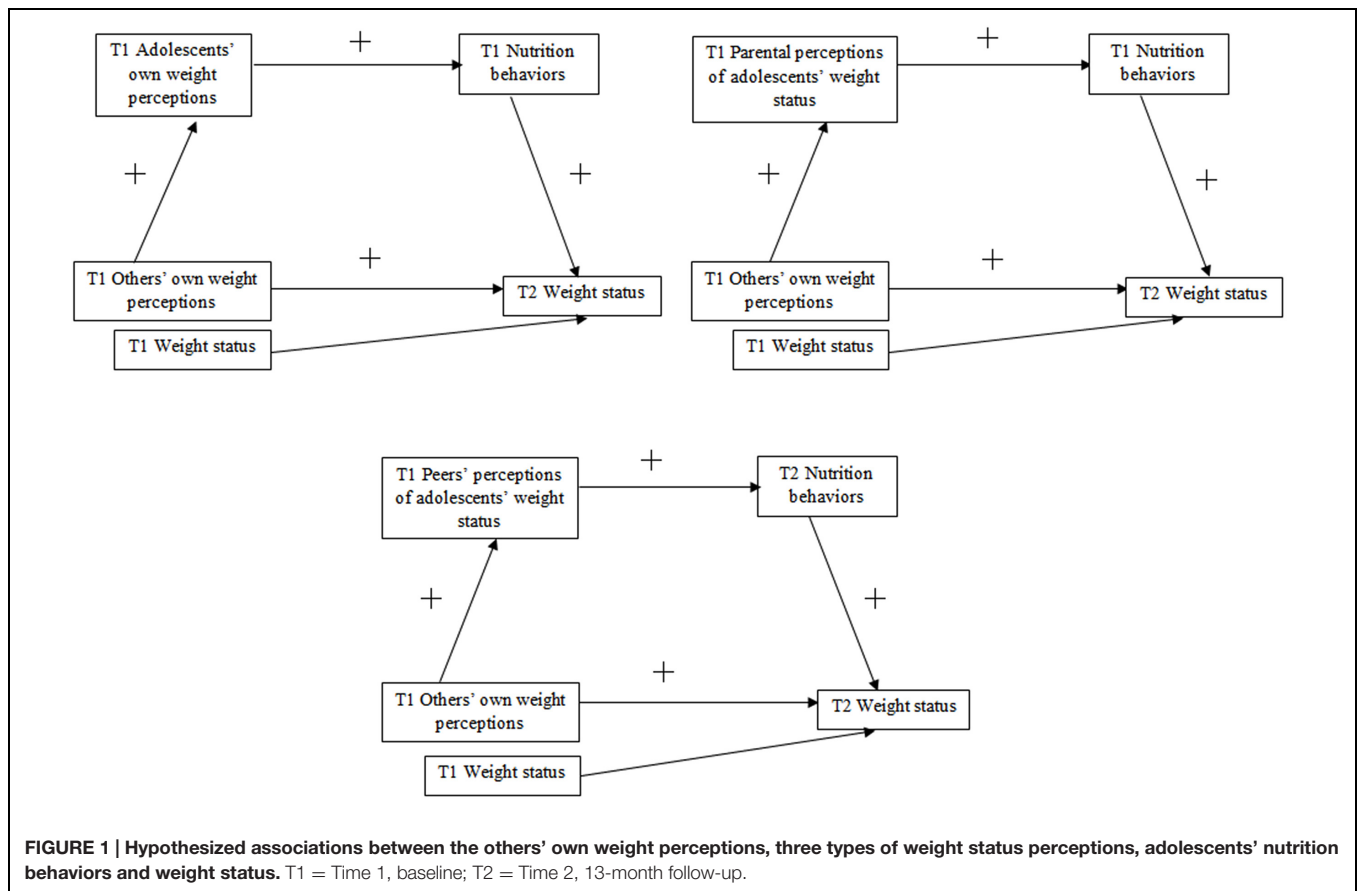 T1 Adolescents'
own weight
perceptions
+
T1 Nutrition
behaviors
+
+
T1 Others' own weight
perceptions
+
T2 Weight status
T1 Weight status
T1 Parental perceptions
of adolescents' weight
status
+
T1 Nutrition
behaviors
+
+
T1 Others' own weight
perceptions
+
T2 Weight status
T1 Weight status
T1 Peers' perceptions
of adolescents' weight
status
+
T2 Nutrition
behaviors
+
+
T1 Others' own weight
perceptions
+
T2 Weight status
T1 Weight status
FIGURE 1 | Hypothesized associations between the others' own weight perceptions, three types of weight status perceptions, adolescents' nutrition
behaviors and weight status. T1 = Time 1, baseline; T2 = Time 2, 13-month follow-up.